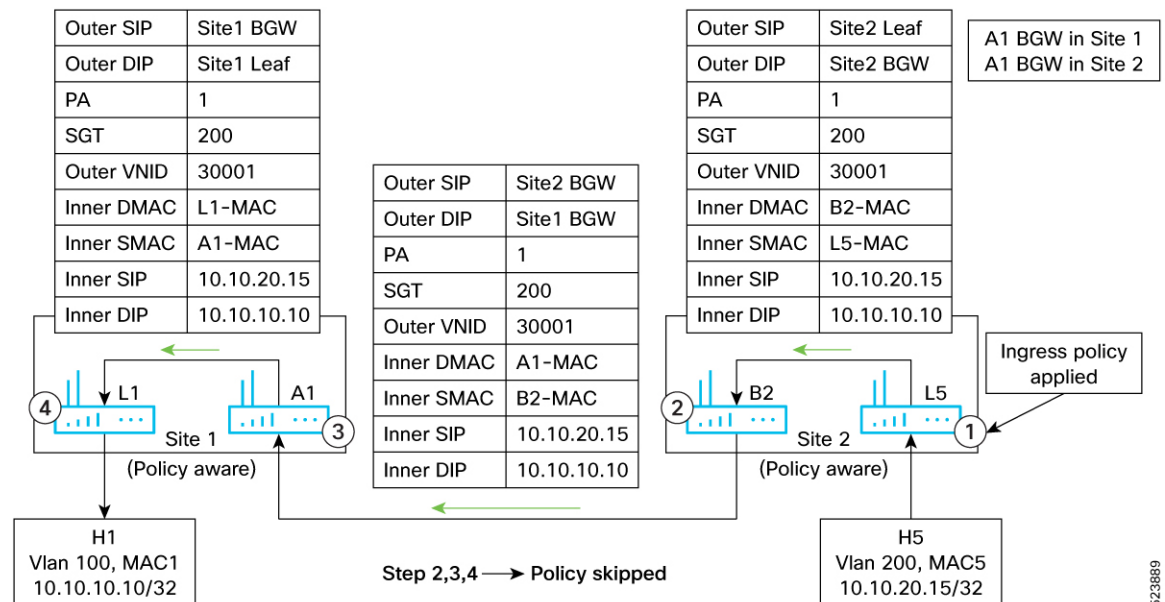 Outer SIP Site1 BGW
Outer DIP Site1 Leaf
PA 1
SGT 200
Outer VNID 30001
Inner DMAC L1-MAC
Inner SMAC A1-MAC
Inner SIP 10.10.20.15
Inner DIP 10.10.10.10
Outer SIP Site2 BGW
Outer DIP Site1 BGW
PA 1
SGT 200
Outer VNID 30001
Inner DMAC A1-MAC
Inner SMAC B2-MAC
Inner SIP 10.10.20.15
Inner DIP 10.10.10.10
Outer SIP Site2 Leaf
Outer DIP Site2 BGW
PA 1
SGT 200
Outer VNID 30001
Inner DMAC B2-MAC
Inner SMAC L5-MAC
Inner SIP 10.10.20.15
Inner DIP 10.10.10.10
A1 BGW in Site 1
A1 BGW in Site 2
Ingress policy
applied
4
L1
A1
3
Site 1
(Policy aware)
2
B2
L5
1
Site 2
(Policy aware)
H1
Vlan 100, MAC1
10.10.10.10/32
Step 2,3,4 → Policy skipped
H5
Vlan 200, MAC5
10.10.20.15/32